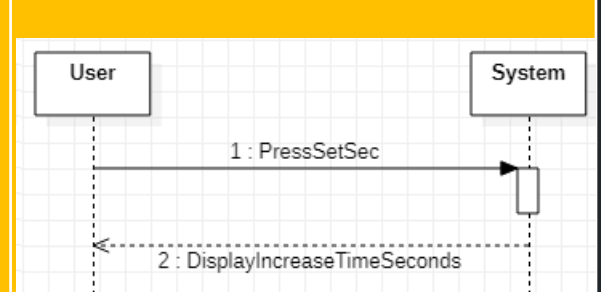 User
System
1 : PressSetSec
2 : DisplayIncreaseTimeSeconds